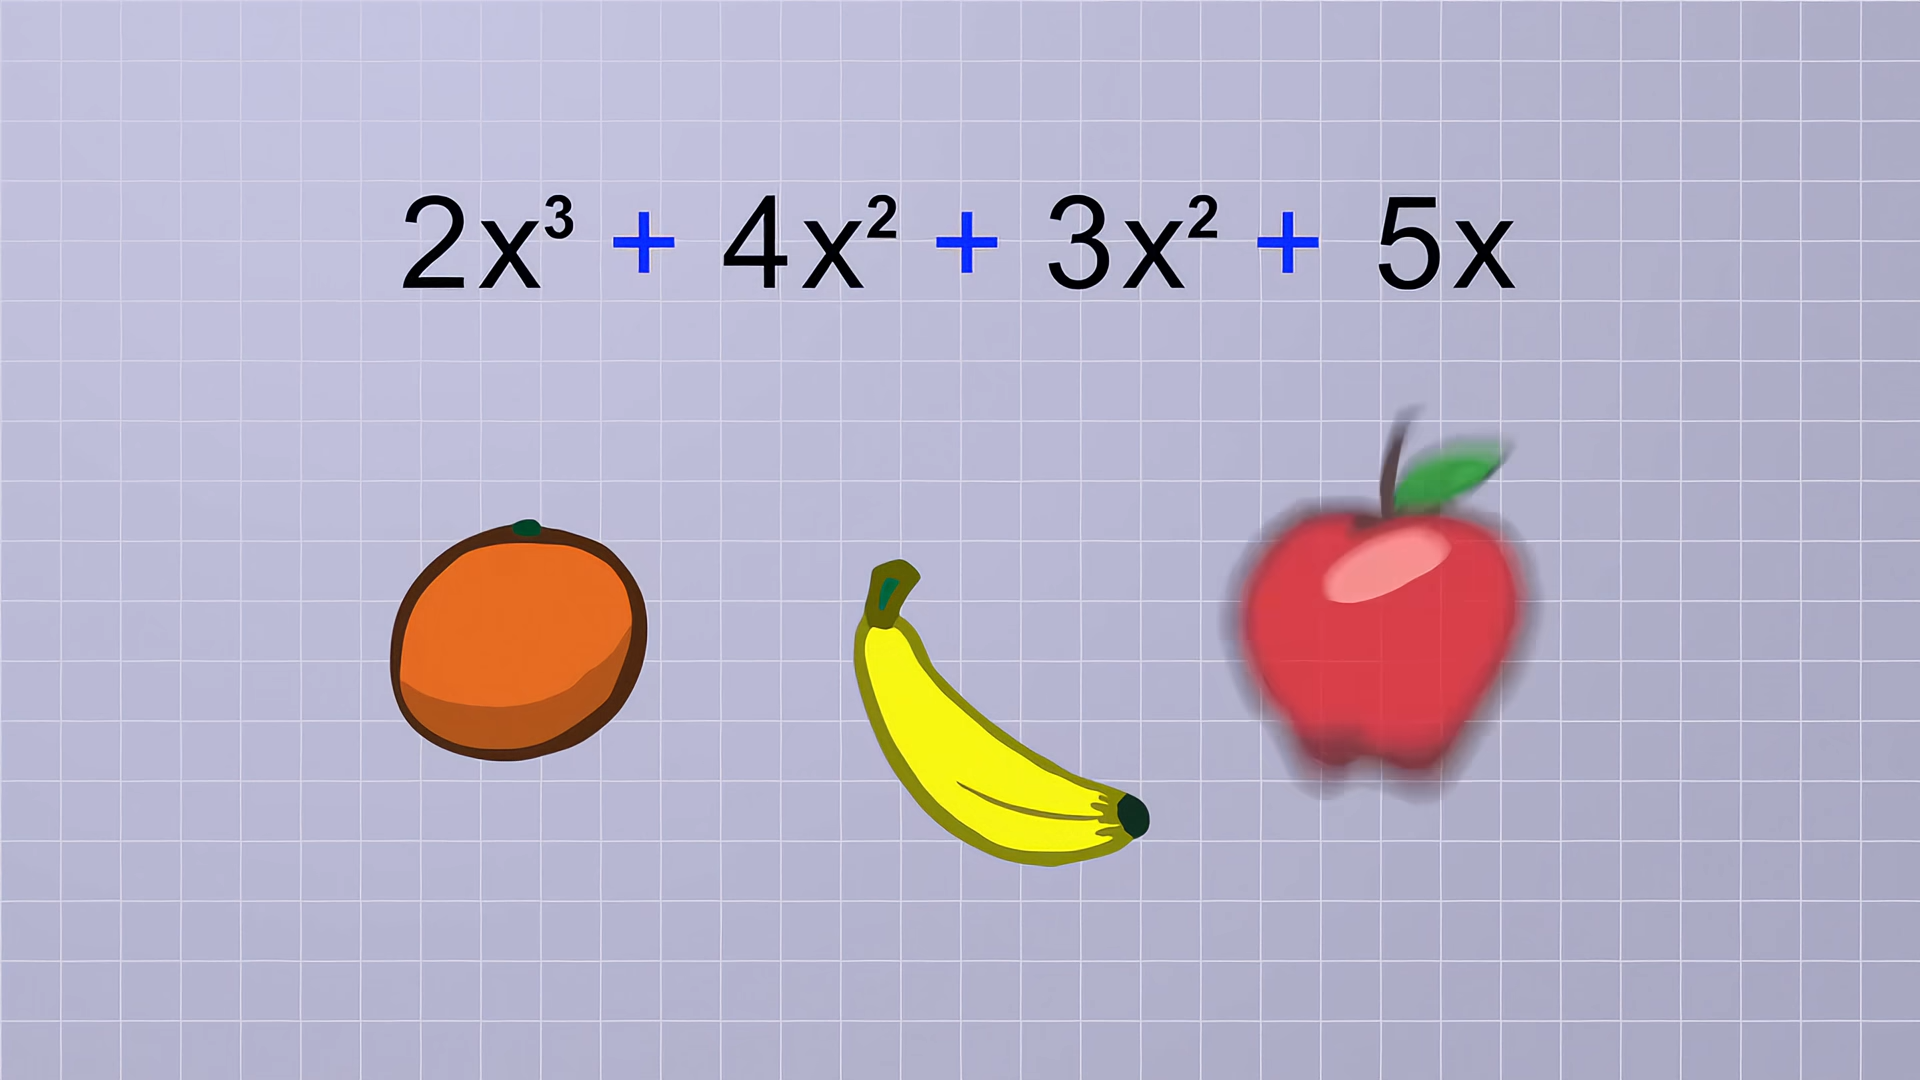 2x³ + 4x² + 3x² + 5x